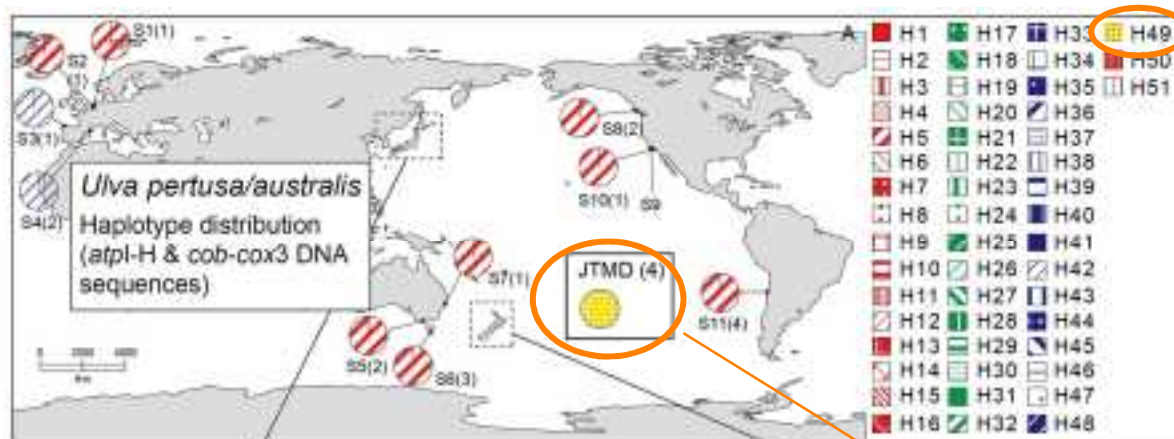 S1(1)
S2
(1)
S3(1)
S4(2)
Ulva pertusa/australis
Haplotype distribution
(atpI-H & cob-cox3 DNA
sequences)
S7(1)
S5(2)
S6(3)
S8(2)
S10(1)
S9
JTMD (4)
S11(4)
A
H1
H2
H3
H4
H5
H6
H7
H8
H9
H10
H11
H12
H13
H14
H15
H16
H17
H18
H19
H20
H21
H22
H23
H24
H25
H26
H27
H28
H29
H30
H31
H32
H33
H34
H35
H36
H37
H38
H39
H40
H41
H42
H43
H44
H45
H46
H47
H48
H49
H50
H51